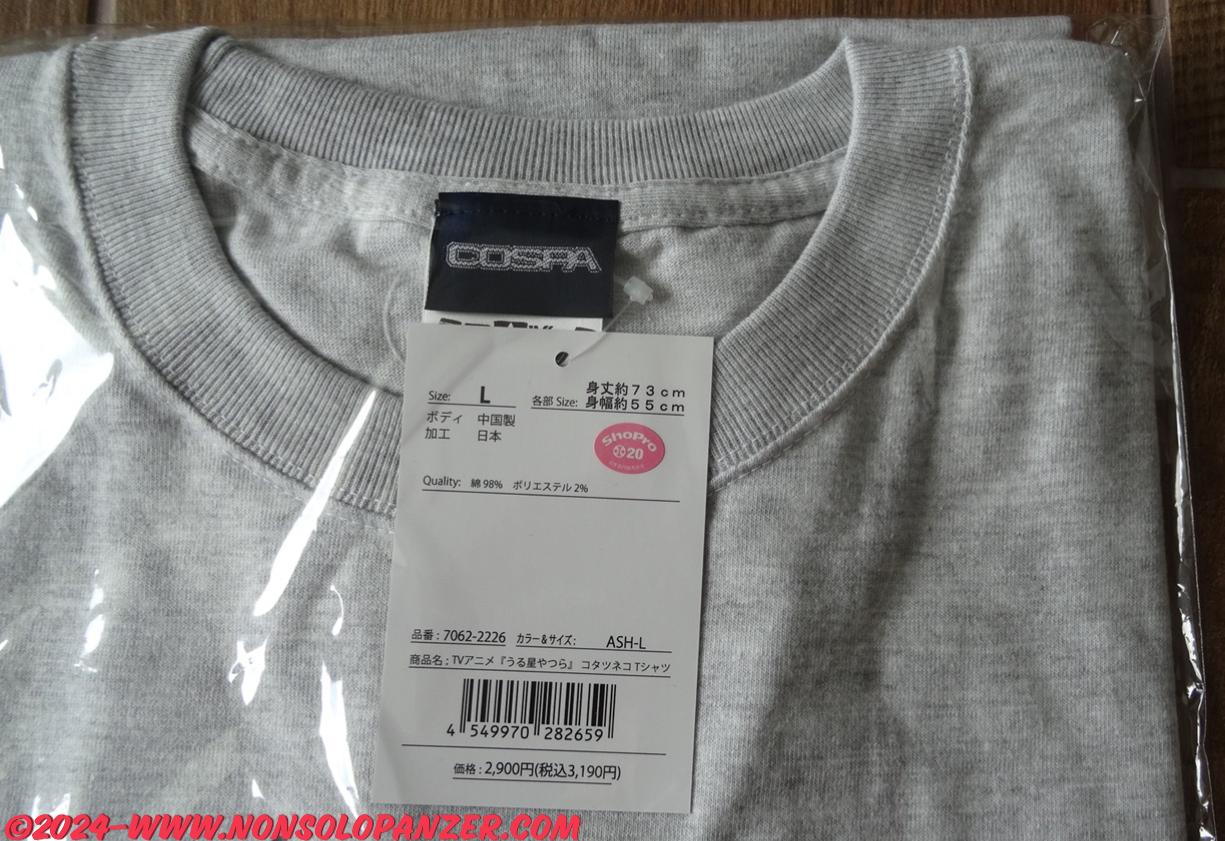 COSPA
Size: L 各部 Size: 身丈約73cm
身幅約55cm
ボディ 中国製
加工 日本
ShoPro
20
Quality: 綿98% ポリエステル2%
品番:7062-2226 カラー&サイズ: ASH-L
商品名:TVアニメ『うる星やつら』 コタツネコTシャツ
4 549970 282659
価格:2,900円(税込3,190円)
©2024-WWW.NONSOLOPANZER.COM